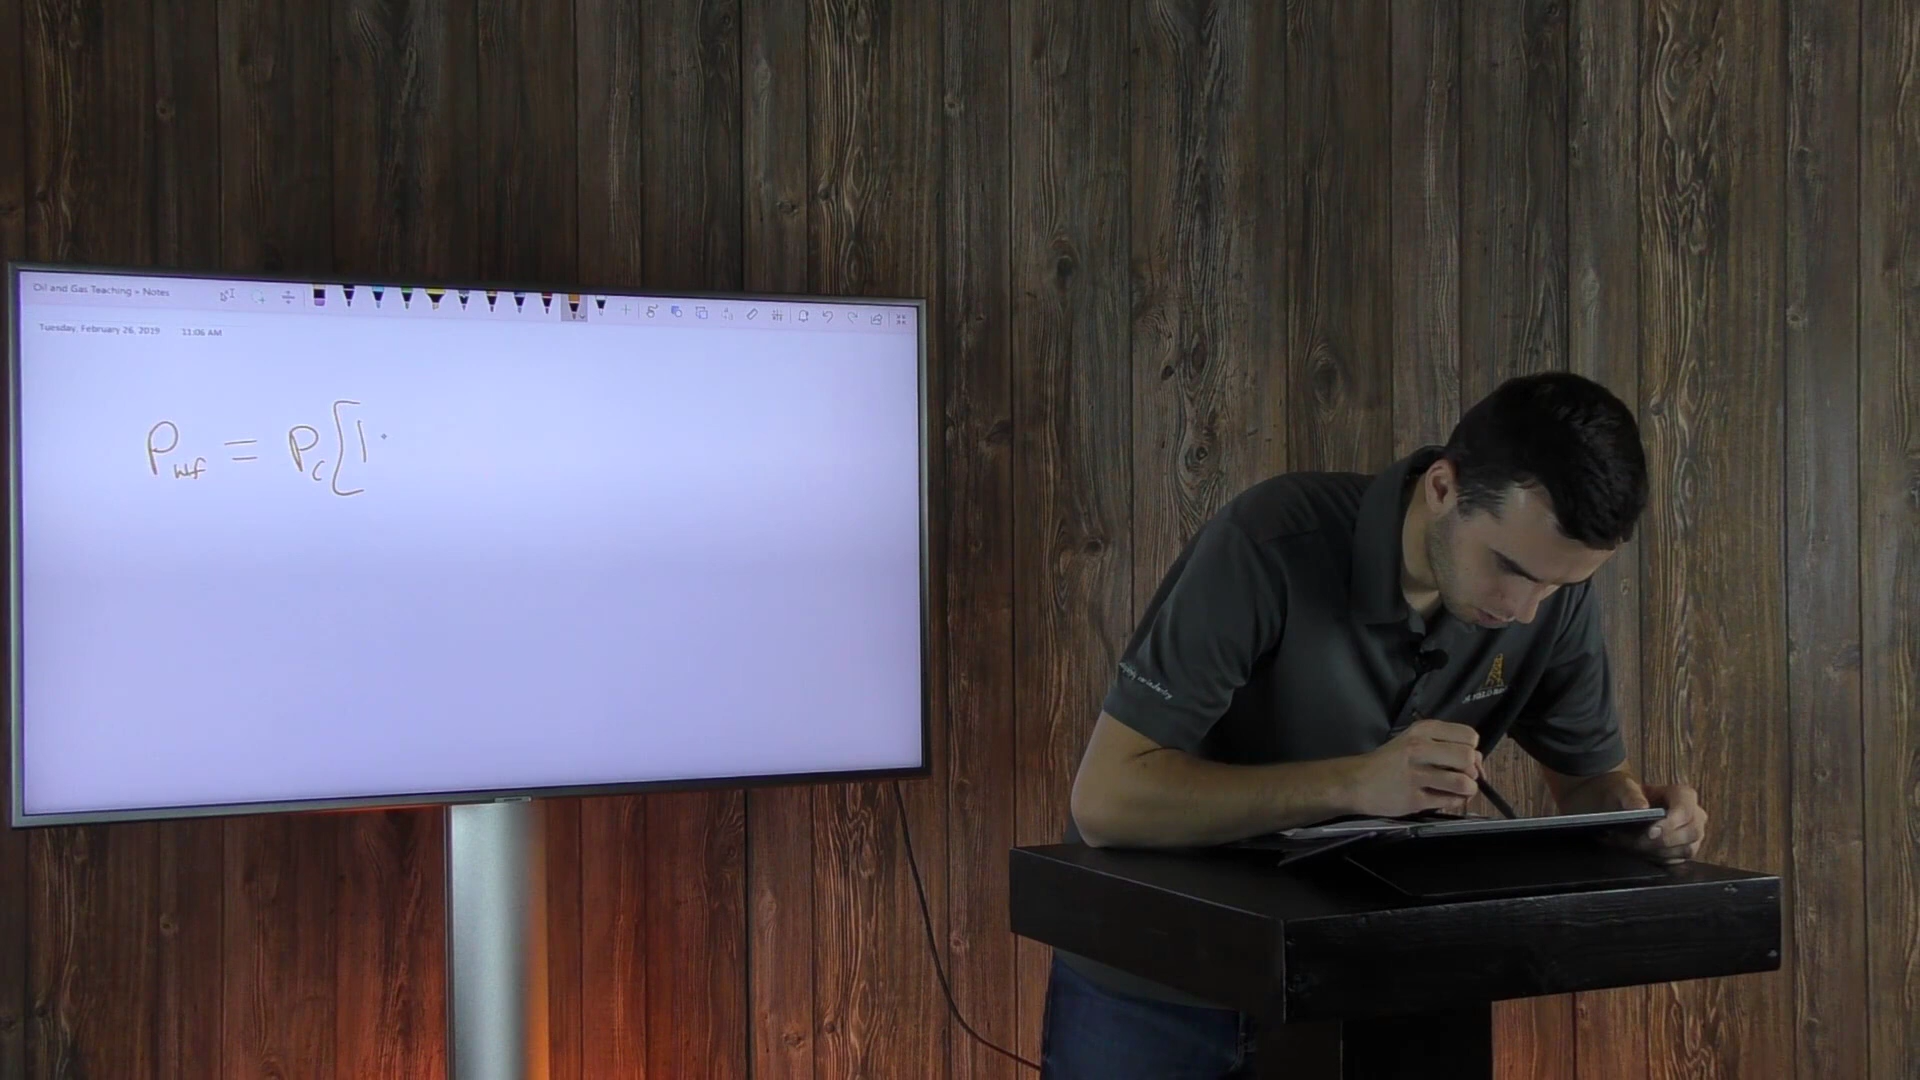 Oil and Gas Teaching » Notes
Tuesday, February 26, 2019 11:06 AM
Pwf = Pc[1